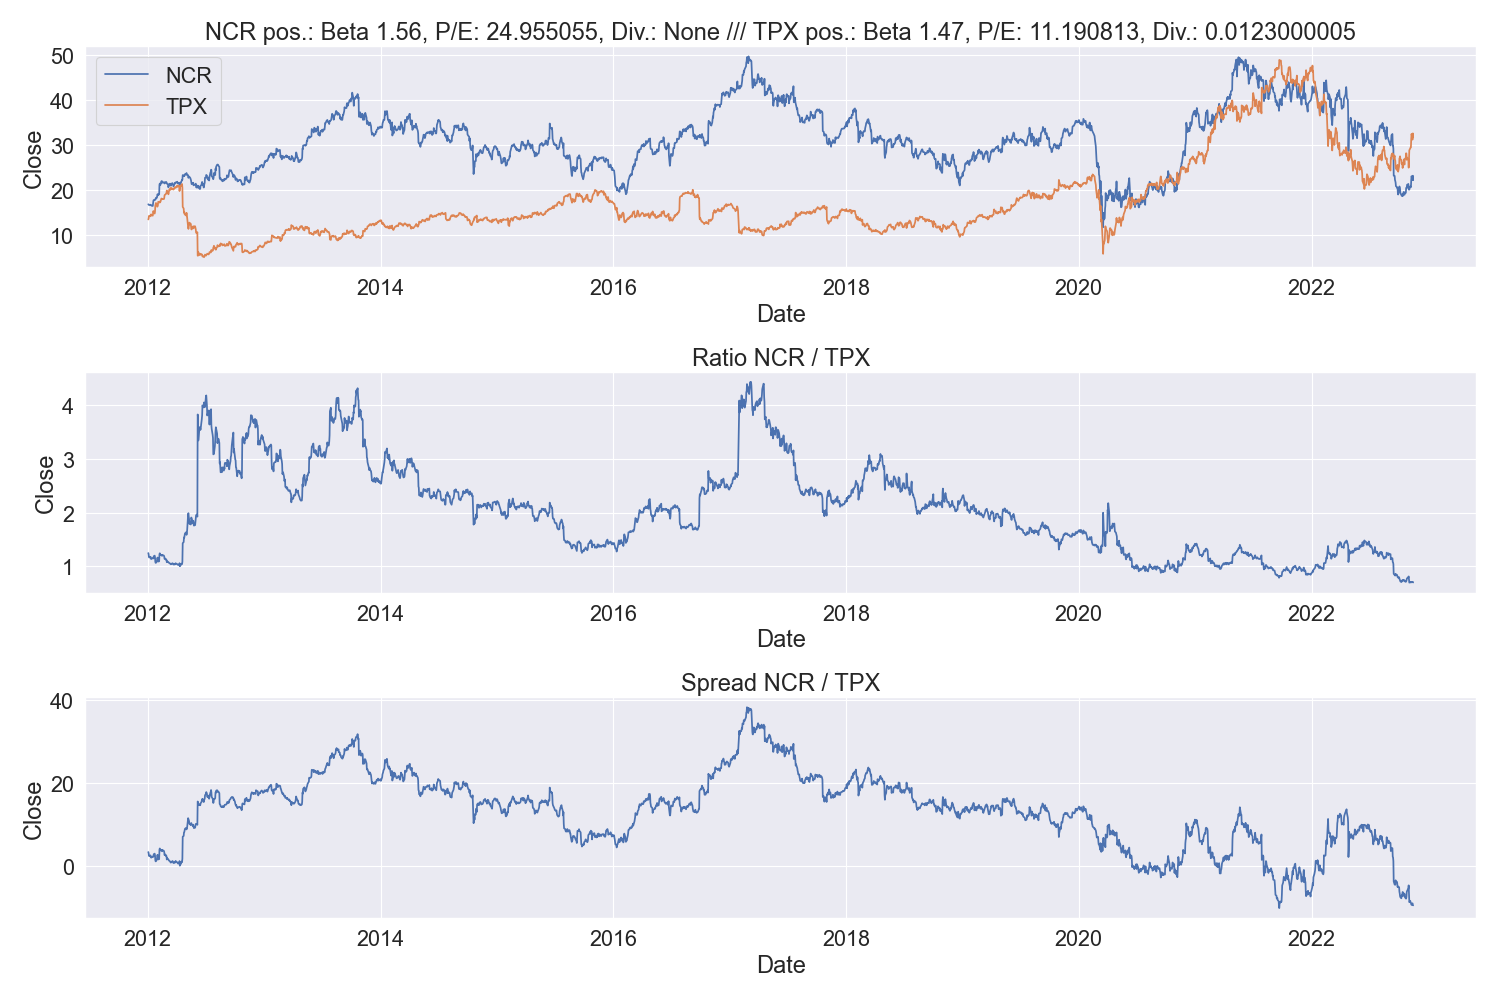 NCR pos.: Beta 1.56, P/E: 24.955055, Div.: None /// TPX pos.: Beta 1.47, P/E: 11.190813, Div.: 0.0123000005
NCR
TPX
Close
50
40
30
20
10
2012 2014 2016 2018 2020 2022
Date
Ratio NCR / TPX
Close
4
3
2
1
2012 2014 2016 2018 2020 2022
Date
Spread NCR / TPX
Close
40
20
0
2012 2014 2016 2018 2020 2022
Date